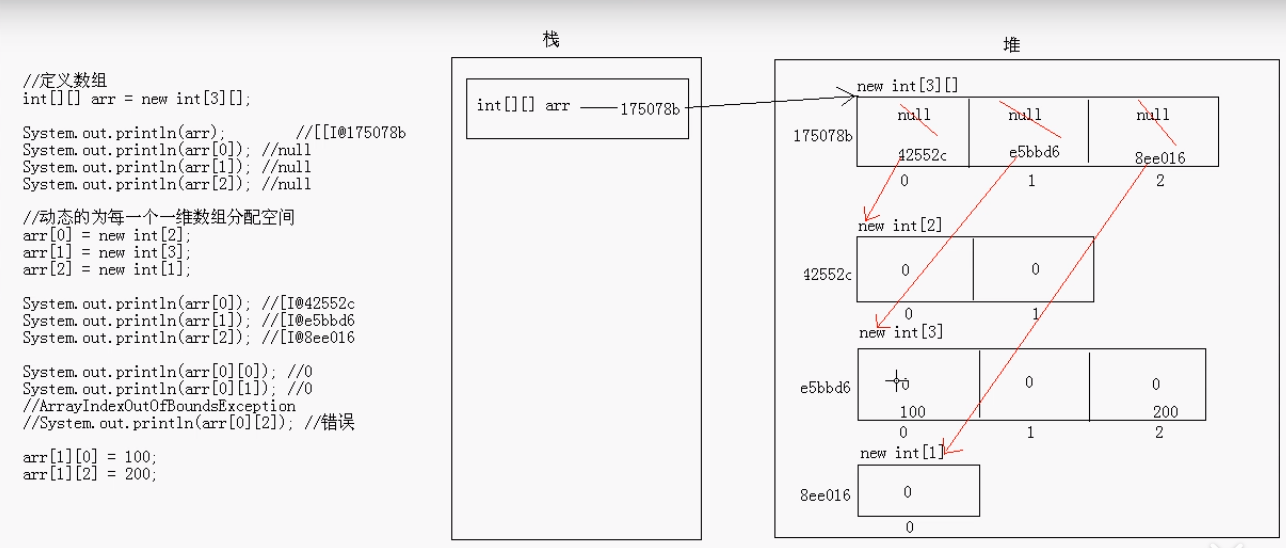 //定义数组
int[][] arr = new int[3][];
System.out.println(arr); //[[I@175078b
System.out.println(arr[0]); //null
System.out.println(arr[1]); //null
System.out.println(arr[2]); //null
//动态的为每一个一维数组分配空间
arr[0] = new int[2];
arr[1] = new int[3];
arr[2] = new int[1];
System.out.println(arr[0]); //[I@42552c
System.out.println(arr[1]); //[I@e5bbd6
System.out.println(arr[2]); //[I@8ee016
System.out.println(arr[0][0]); //0
System.out.println(arr[0][1]); //0
//ArrayIndexOutOfBoundsException
//System.out.println(arr[0][2]); //错误
arr[1][0] = 100;
arr[1][2] = 200;
栈
int[][] arr 175078b
堆
new int[3][]
null null null
175078b
42552c e5bbd6 8ee016
0 1 2
new int[2]
42552c 0 0
0 1
new int[3]
e5bbd6 0 0 0
100 200
0 1 2
new int[1]
8ee016 0
0